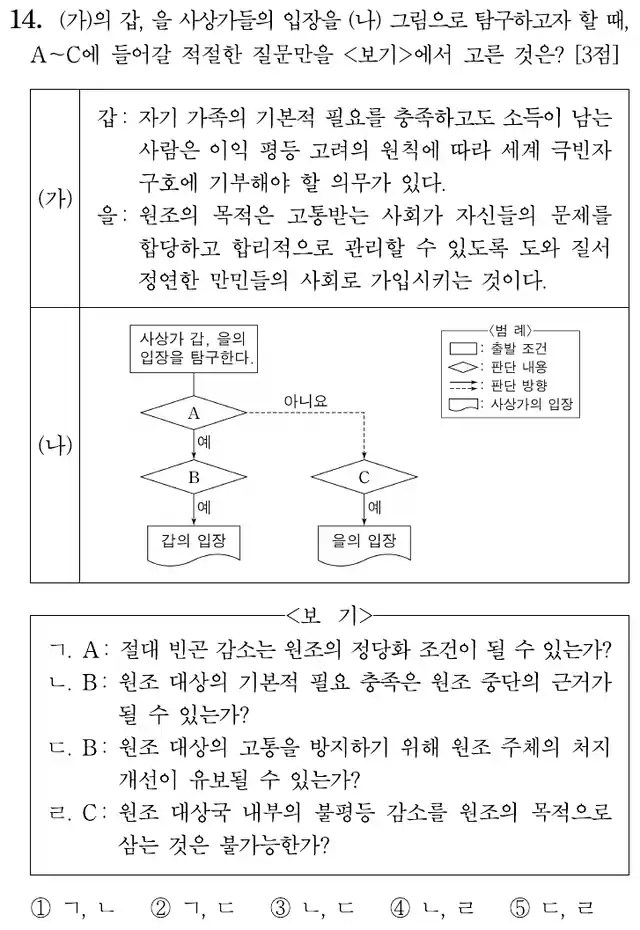 14. (가)의 갑, 을 사상가들의 입장을 (나) 그림으로 탐구하고자 할 때,
A~C에 들어갈 적절한 질문만을 <보기>에서 고른 것은? [3점]
(가)
갑: 자기 가족의 기본적 필요를 충족하고도 소득이 남는
사람은 이익 평등 고려의 원칙에 따라 세계 극빈자
구호에 기부해야 할 의무가 있다.
을: 원조의 목적은 고통받는 사회가 자신들의 문제를
합당하고 합리적으로 관리할 수 있도록 도와 질서
정연한 만민들의 사회로 가입시키는 것이다.
(나)
사상가 갑, 을의
입장을 탐구한다.
<범 례>
: 출발 조건
: 판단 내용
: 판단 방향
: 사상가의 입장
A
아니요
예
B
C
예
예
갑의 입장
을의 입장
<보 기>
ㄱ. A: 절대 빈곤 감소는 원조의 정당화 조건이 될 수 있는가?
ㄴ. B: 원조 대상의 기본적 필요 충족은 원조 중단의 근거가
될 수 있는가?
ㄷ. B: 원조 대상의 고통을 방지하기 위해 원조 주체의 처지
개선이 유보될 수 있는가?
ㄹ. C: 원조 대상국 내부의 불평등 감소를 원조의 목적으로
삼는 것은 불가능한가?
① ㄱ, ㄴ ② ㄱ, ㄷ ③ ㄴ, ㄷ ④ ㄴ, ㄹ ⑤ ㄷ, ㄹ